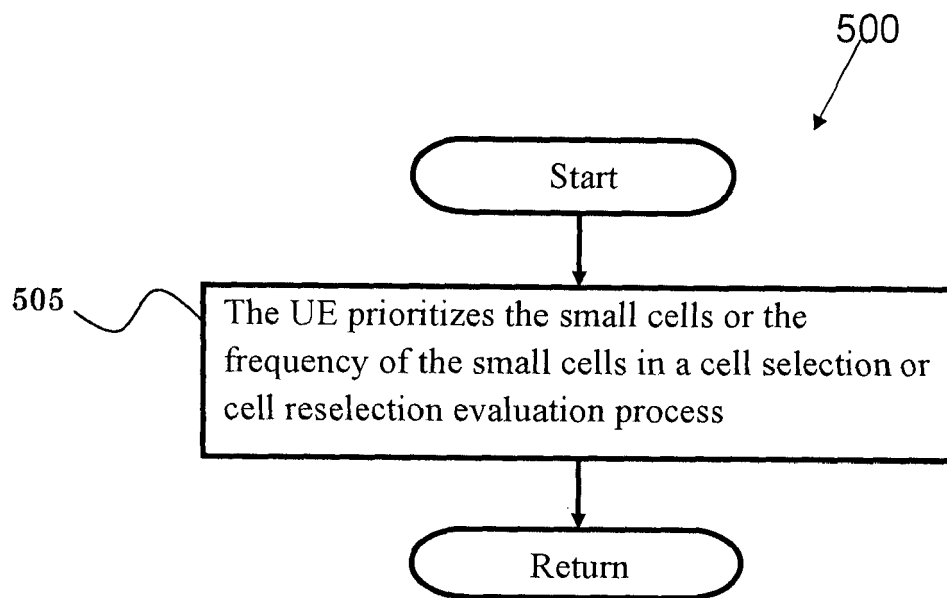 500
Start
505
The UE prioritizes the small cells or the
frequency of the small cells in a cell selection or
cell reselection evaluation process
Return